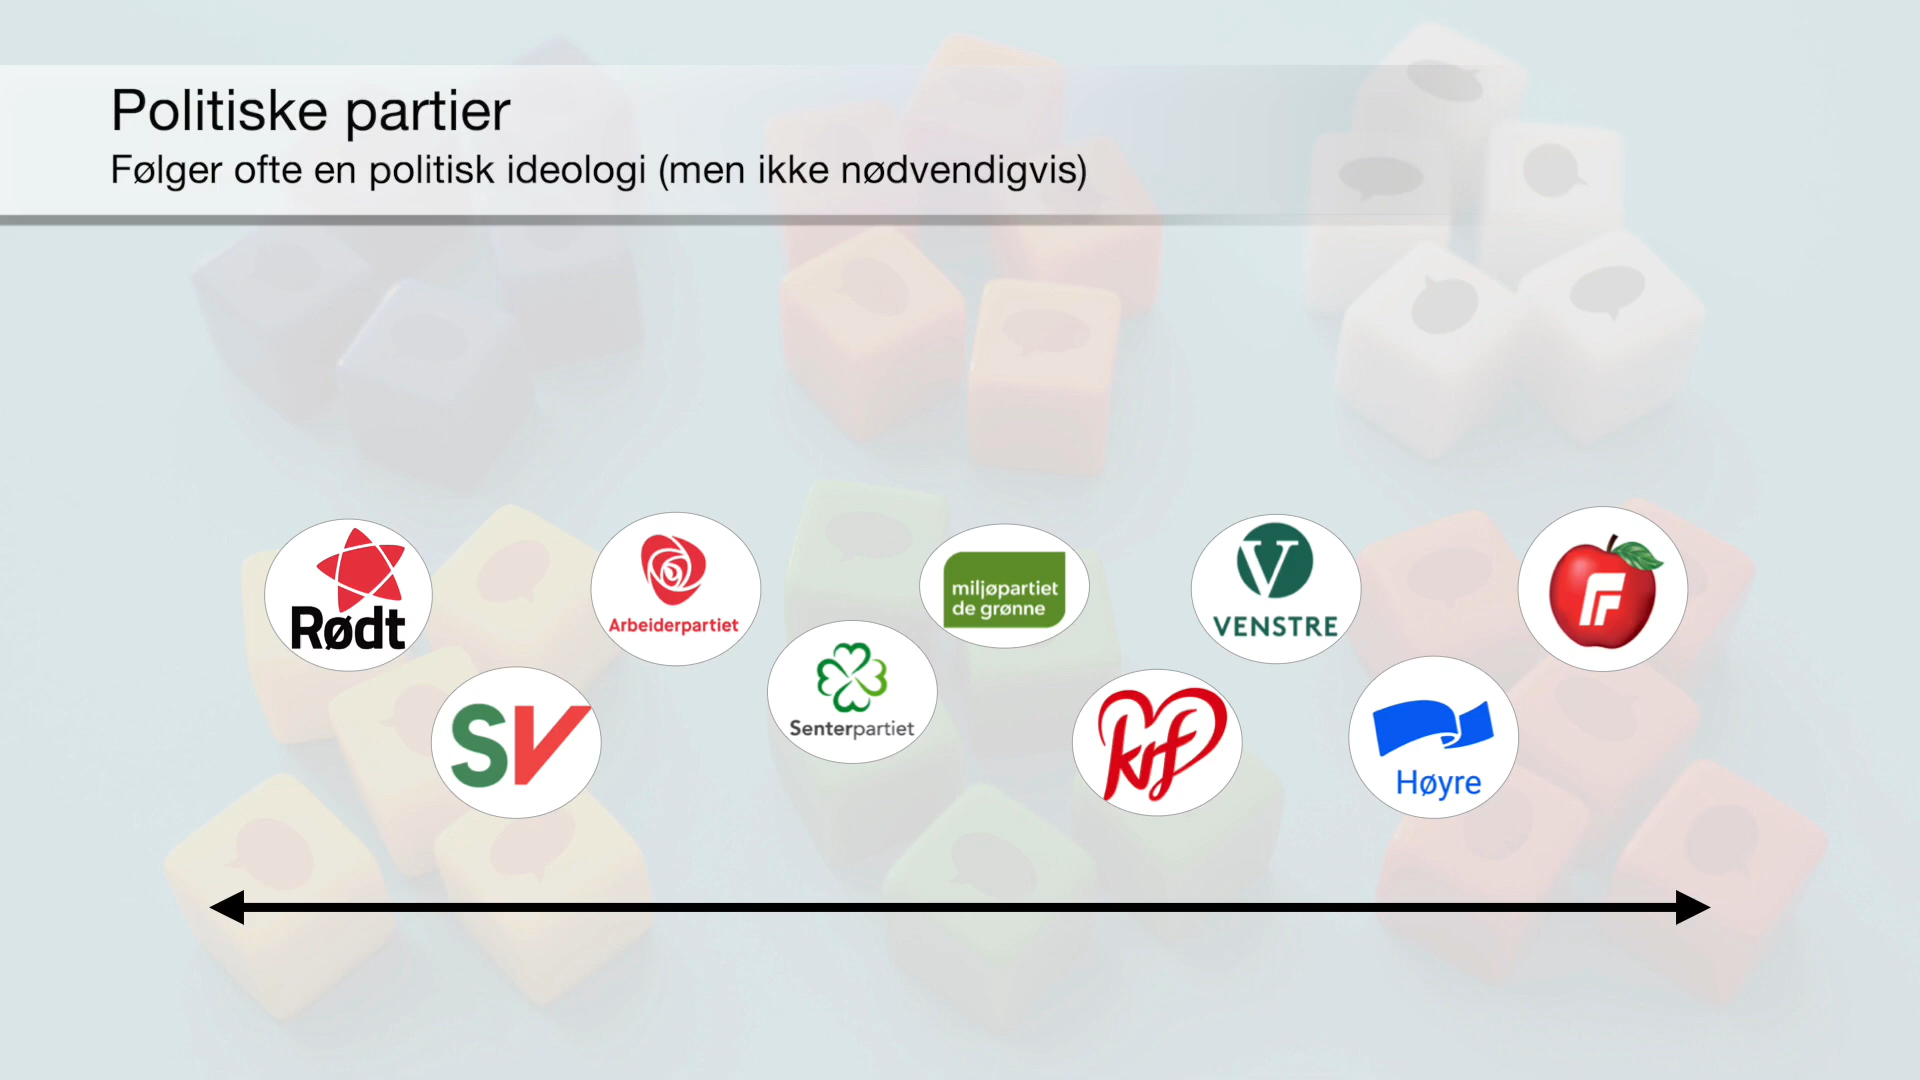 Politiske partier
Følger ofte en politisk ideologi (men ikke nødvendigvis)
Rødt
SV
Arbeiderpartiet
Senterpartiet
miljøpartiet
de grønne
krf
V
VENSTRE
Høyre
F